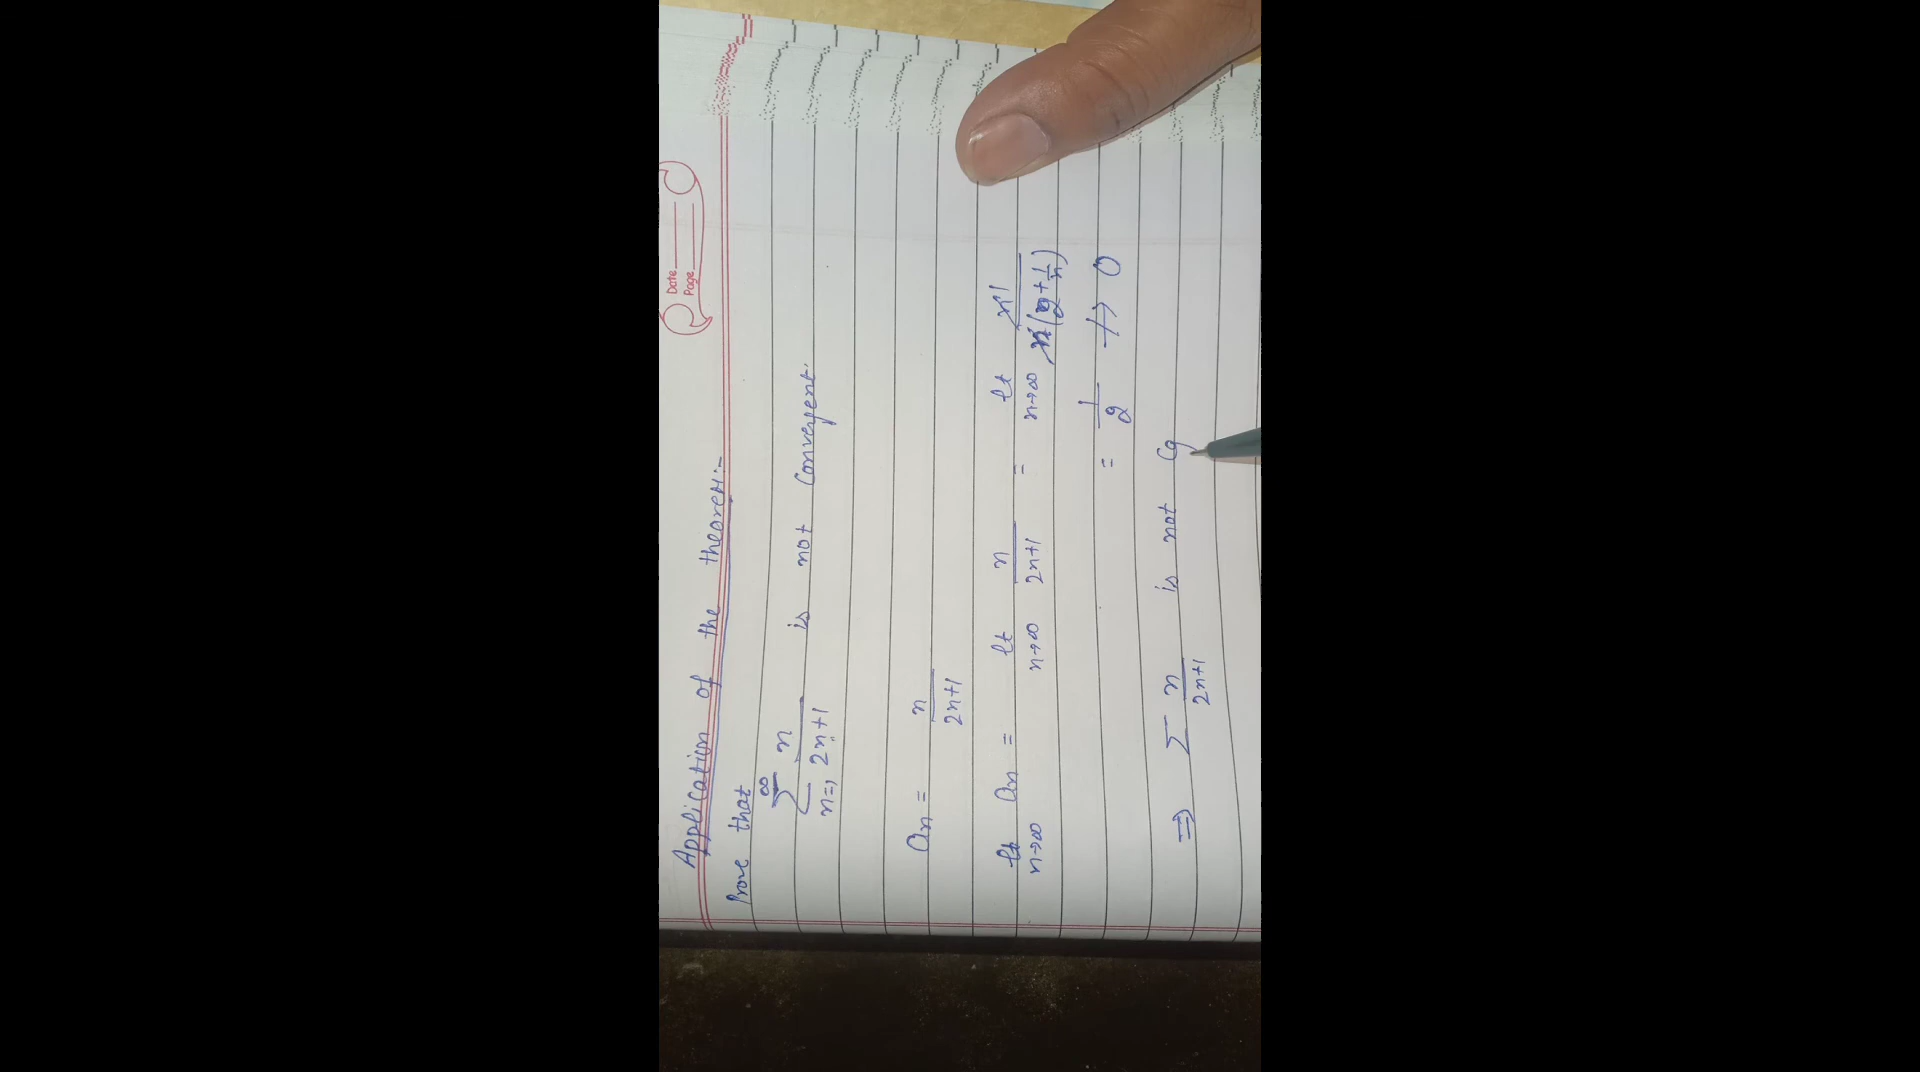 Date
Page
Application of the theorem:-
Prove that
∞
∑ n/2n+1 is not Convergent.
n=1
an = n/2n+1
lt n→∞ an = lt n→∞ n/2n+1 = lt n→∞ n1/n(2+1/n)
= 1/2 ↛ 0
⇒ ∑ n/2n+1 is not Cg